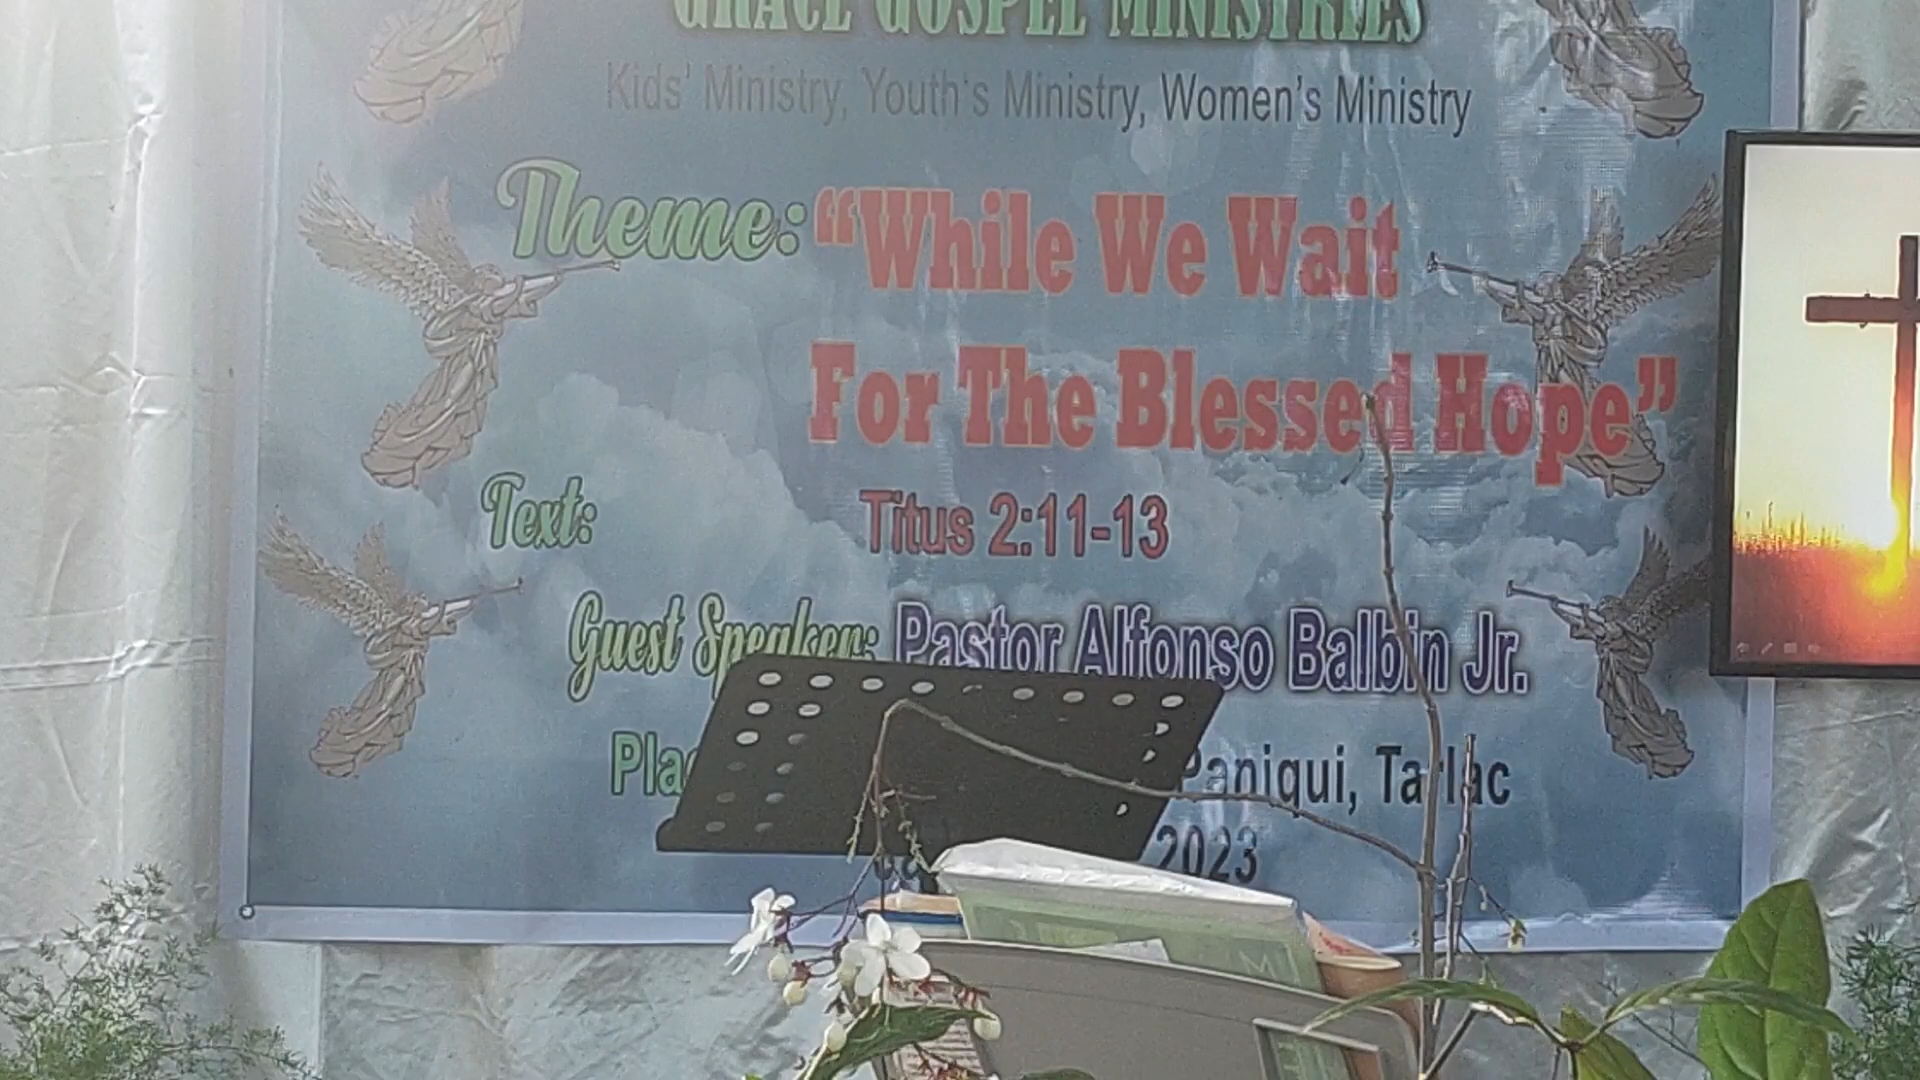 GRACE GOSPEL MINISTRIES
Kids' Ministry, Youth's Ministry, Women's Ministry
Theme: “While We Wait
For The Blessed Hope”
Text: Titus 2:11-13
Guest Speaker: Pastor Alfonso Balbin Jr.
Paniqui, Tarlac
2023